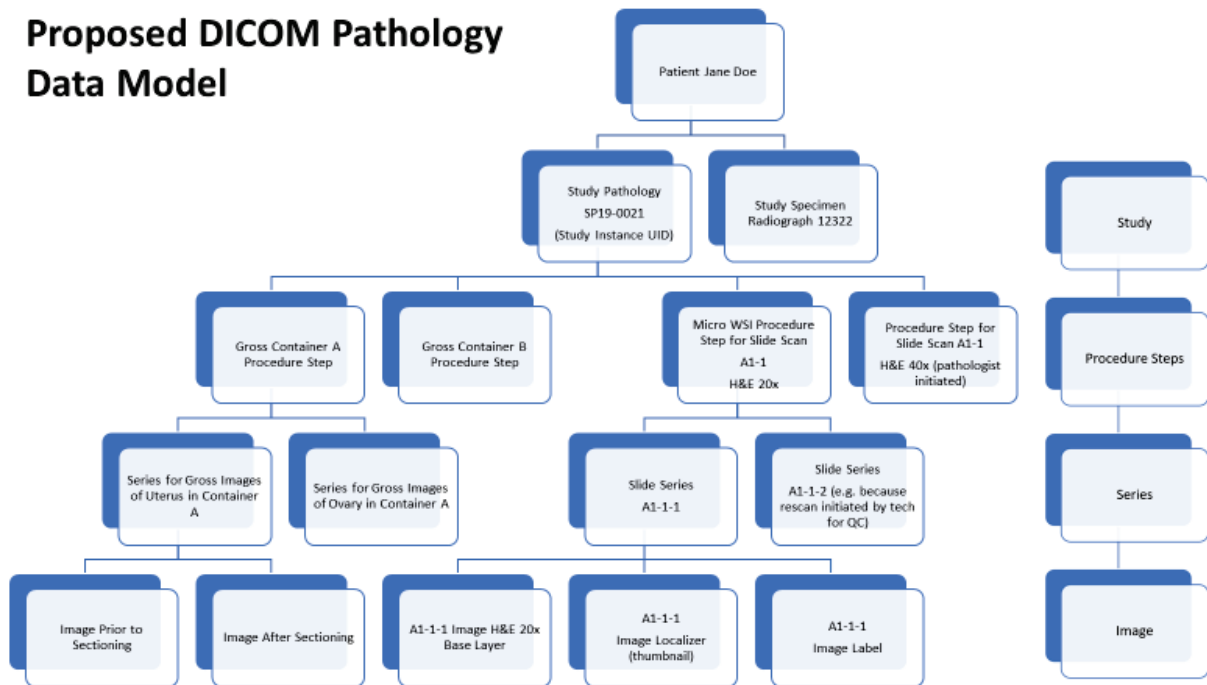 Proposed DICOM Pathology
Data Model
Patient Jane Doe
Study Pathology
SP19-0021
(Study Instance UID)
Study Specimen
Radiograph 12322
Study
Gross Container A
Procedure Step
Gross Container B
Procedure Step
Micro WSI Procedure
Step for Slide Scan
A1-1
H&E 20x
Procedure Step for
Slide Scan A1-1
H&E 40x (pathologist
initiated)
Procedure Steps
Series for Gross Images
of Uterus in Container
A
Series for Gross Images
of Ovary in Container A
Slide Series
A1-1-1
Slide Series
A1-1-2 (e.g. because
rescan initiated by tech
for QC)
Series
Image Prior to
Sectioning
Image After Sectioning
A1-1-1 Image H&E 20x
Base Layer
A1-1-1
Image Localizer
(thumbnail)
A1-1-1
Image Label
Image